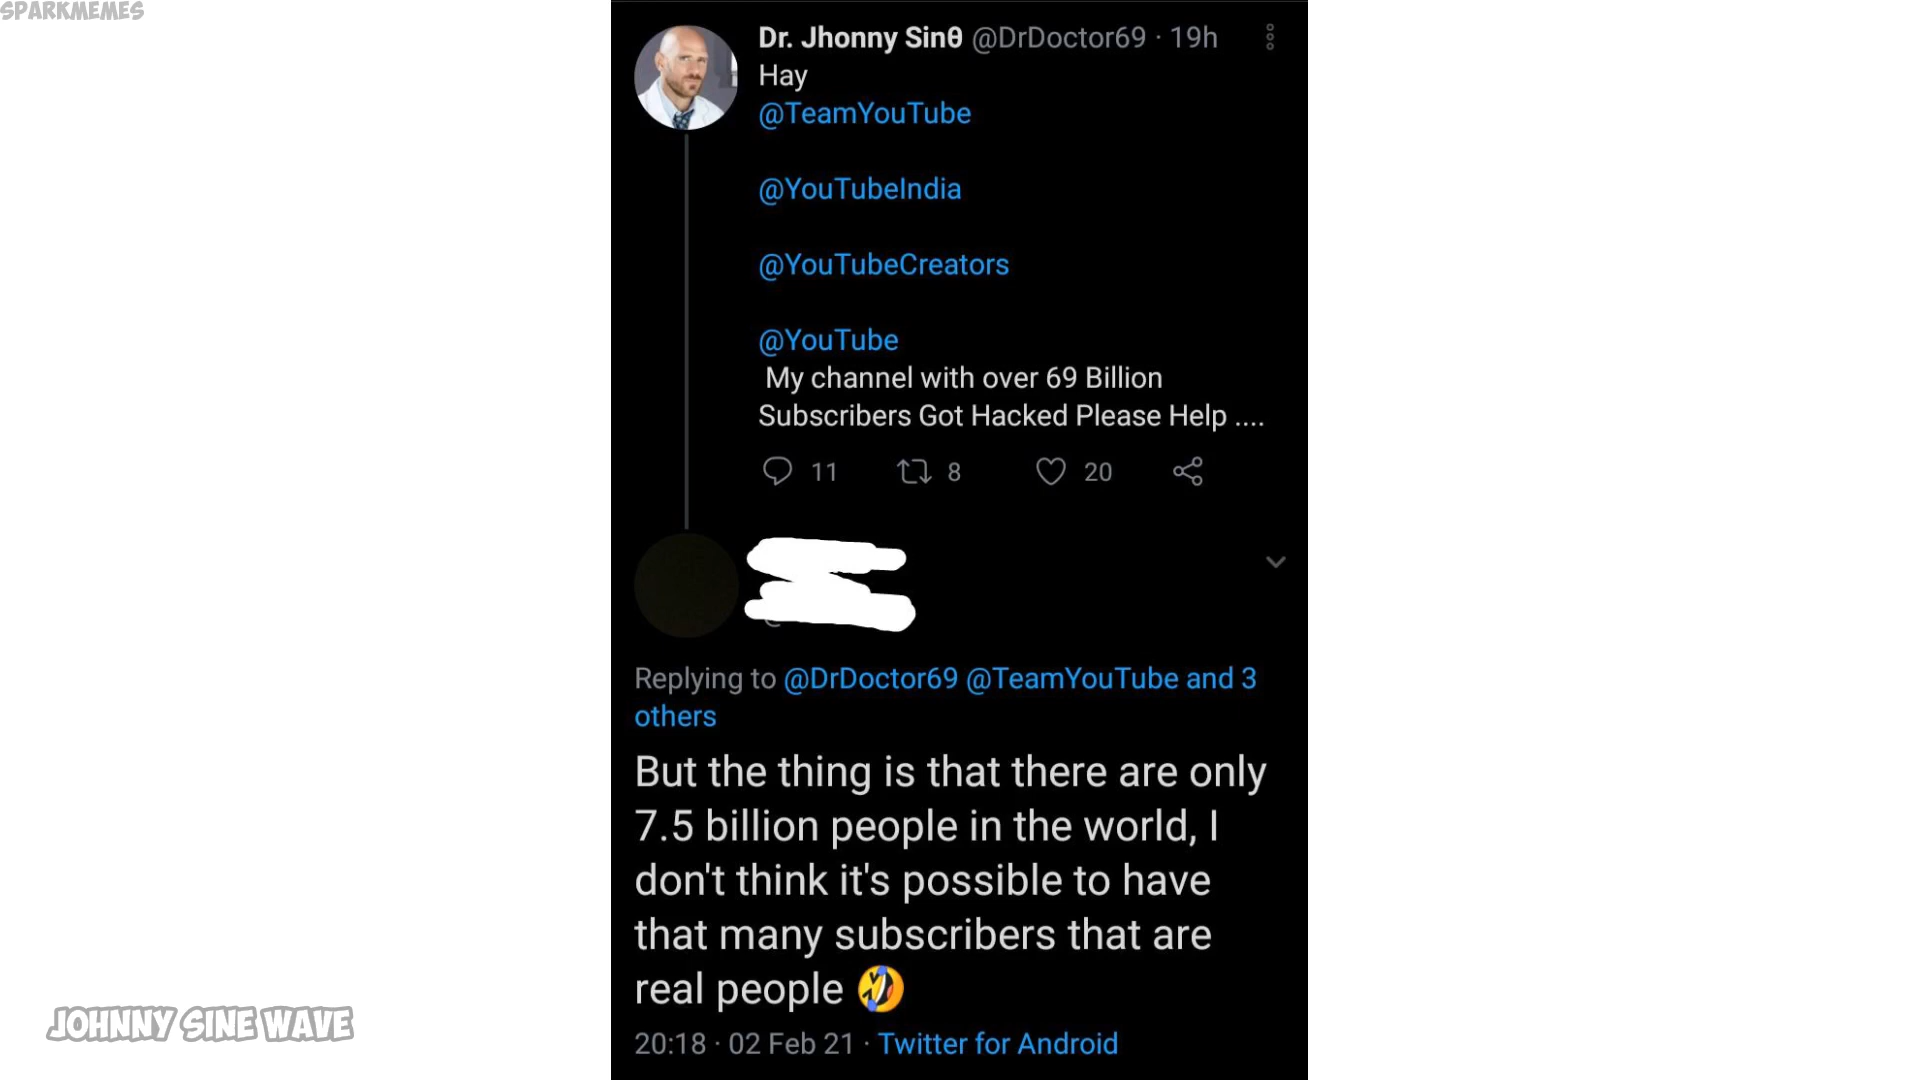 SPARKMEMES
Dr. Jhonny Sinθ @DrDoctor69 · 19h
Hay
@TeamYouTube
@YouTubeIndia
@YouTubeCreators
@YouTube
My channel with over 69 Billion
Subscribers Got Hacked Please Help ....
11 8 20
Replying to @DrDoctor69 @TeamYouTube and 3
others
But the thing is that there are only
7.5 billion people in the world, I
don't think it's possible to have
that many subscribers that are
real people 🤣
20:18 · 02 Feb 21 · Twitter for Android
JOHNNY SINE WAVE